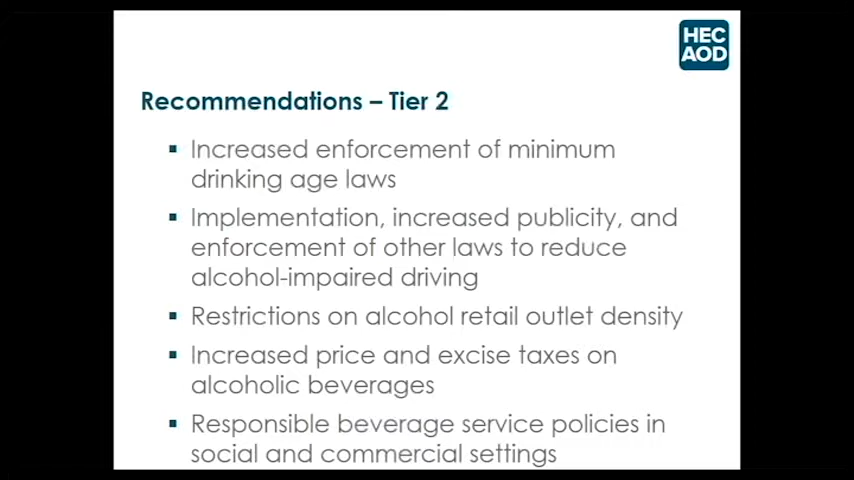 HEC
AOD
Recommendations – Tier 2
▪ Increased enforcement of minimum
drinking age laws
▪ Implementation, increased publicity, and
enforcement of other laws to reduce
alcohol-impaired driving
▪ Restrictions on alcohol retail outlet density
▪ Increased price and excise taxes on
alcoholic beverages
▪ Responsible beverage service policies in
social and commercial settings